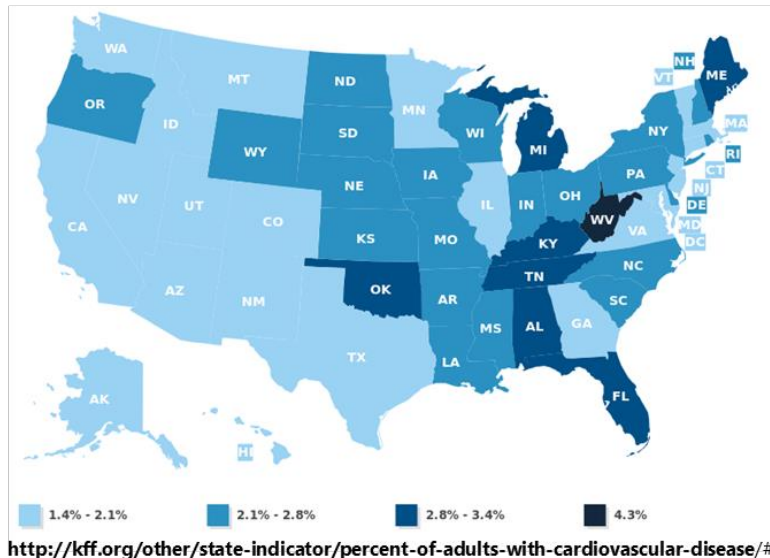 WA
MT
ND
MN
OR
ID
SD
WI
WY
MI
NY
VT
NH
ME
MA
RI
CT
NJ
PA
DE
MD
DC
NV
UT
CO
NE
IA
IL
IN
OH
WV
VA
CA
KS
MO
KY
NC
AZ
NM
OK
TN
AR
SC
MS
AL
GA
TX
LA
FL
AK
HI
1.4% - 2.1%
2.1% - 2.8%
2.8% - 3.4%
4.3%
http://kff.org/other/state-indicator/percent-of-adults-with-cardiovascular-disease/#